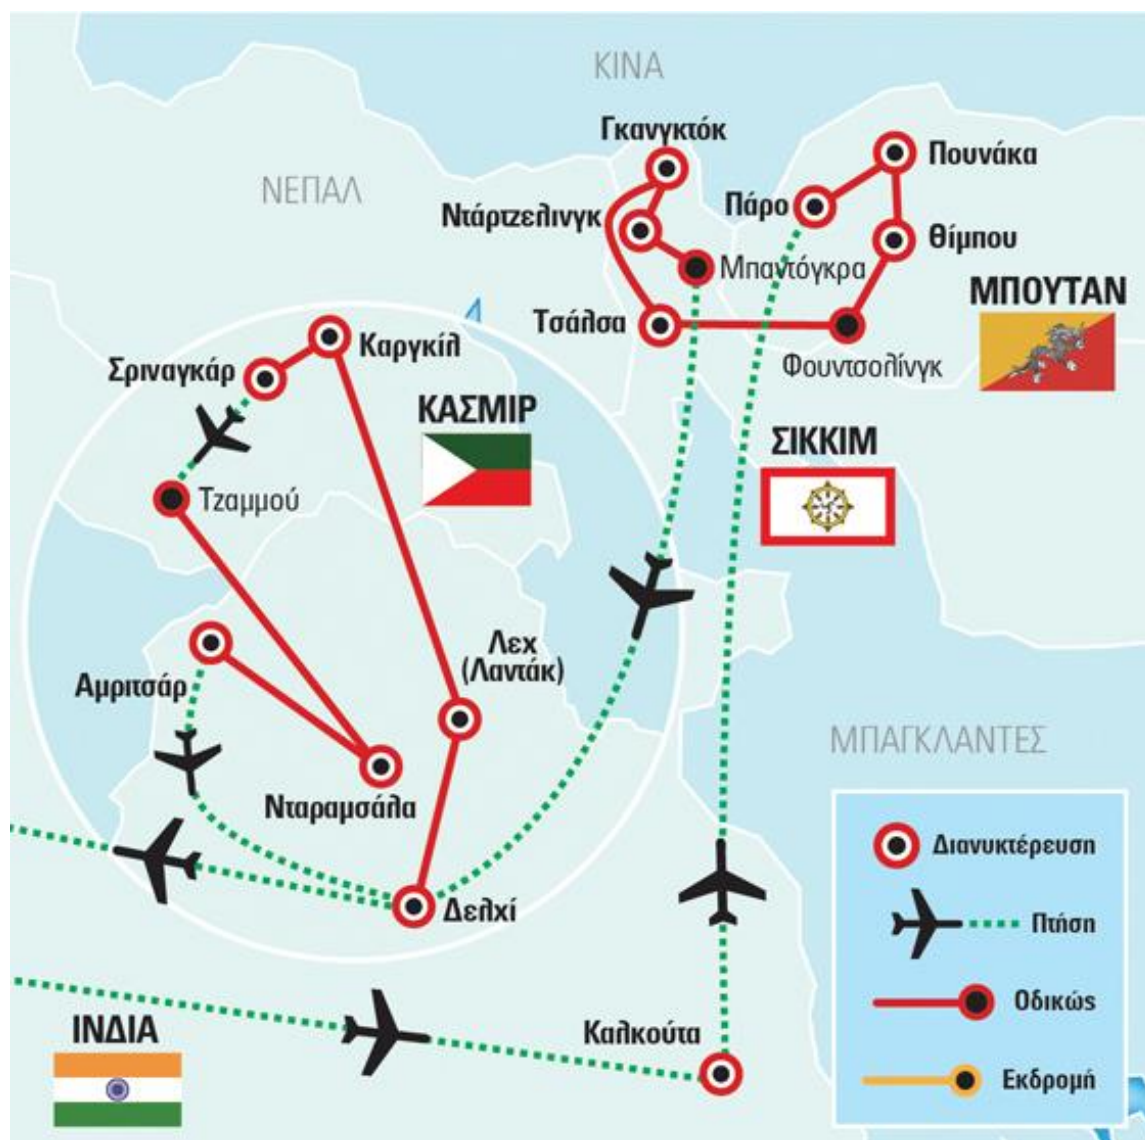 ΚΙΝΑ
Γκανγκτόκ
Πουνάκα
ΝΕΠΑΛ
Ντάρτζελινγκ
Πάρο
Θίμπου
Μπαντόγκρα
ΜΠΟΥΤΑΝ
Τσάλσα
Καργκίλ
Φουντσολίνγκ
Σριναγκάρ
ΚΑΣΜΙΡ
ΣΙΚΚΙΜ
Τζαμμού
Λεχ
(Λαντάκ)
Αμριτσάρ
ΜΠΑΓΚΛΑΝΤΕΣ
Νταραμσάλα
Διανυκτέρευση
Δελχί
Πτήση
Οδικώς
ΙΝΔΙΑ
Καλκούτα
Εκδρομή